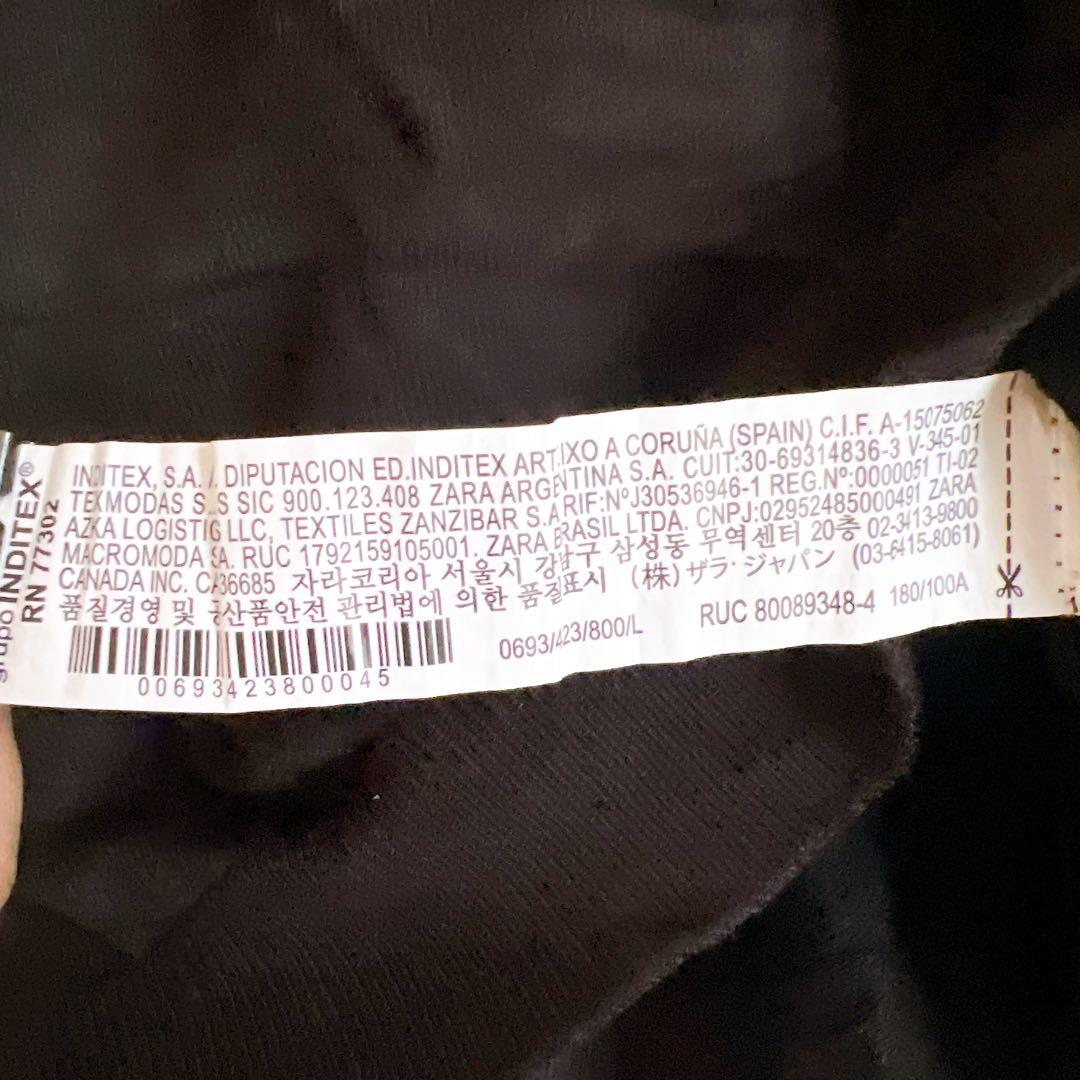 grupo INDITEX®
RN 77302
INDITEX, S.A. DIPUTACION ED.INDITEX ARTEIXO A CORUÑA (SPAIN) C.I.F. A-15075062
TEXMODAS S. S SIC 900.123.408 ZARA ARGENTINA S.A. CUIT:30-69314836-3 V-345-01
AZKA LOGISTIC LLC, TEXTILES ZANZIBAR S.A RIF:NºJ30536946-1 REG.Nº:0000051 TI-02
MACROMODA SA. RUC 1792159105001. ZARA BRASIL LTDA. CNPJ:02952485000491 ZARA
CANADA INC. CA36685 자라코리아 서울시 강남구 삼성동 무역센터 20층 02-3413-9800
품질경영 및 공산품안전 관리법에 의한 품질표시 (株) ザラ・ジャパン (03-6415-8061)
00693423800045
0693/423/800/L
RUC 80089348-4 180/100A